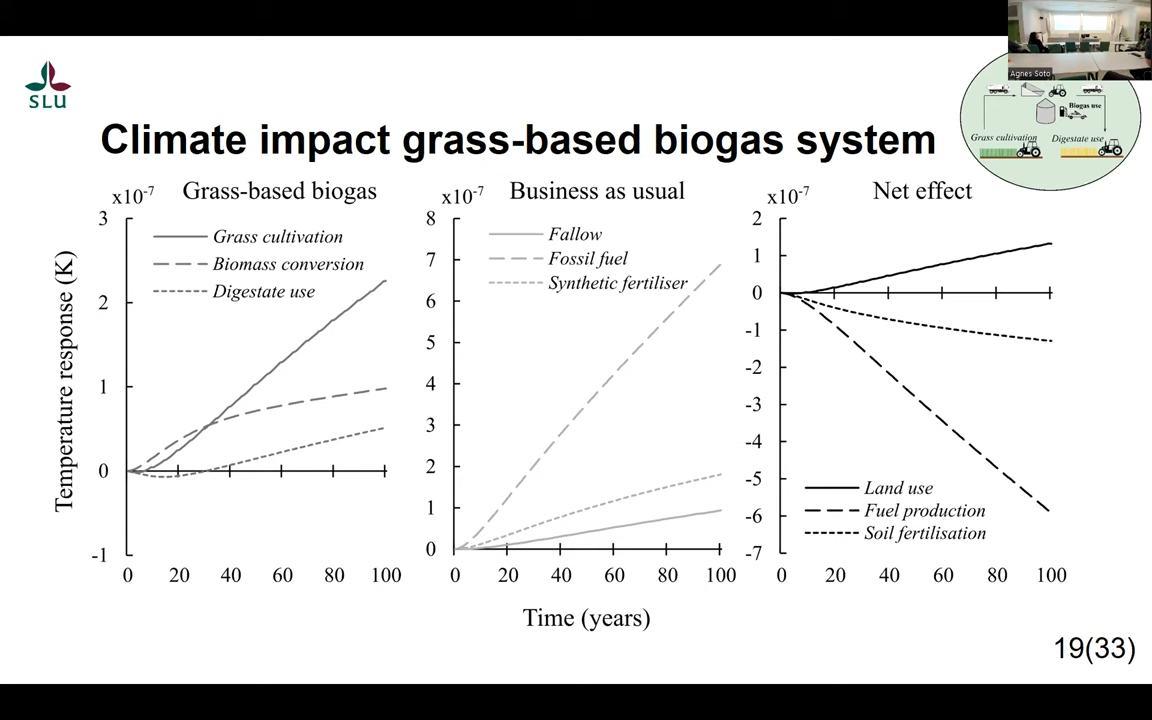 Agnes Soto
SLU
Biogas use
Grass cultivation
Digestate use
Climate impact grass-based biogas system
x10-7 Grass-based biogas
3
2
1
0
-1
Grass cultivation
Biomass conversion
Digestate use
0 20 40 60 80 100
Temperature response (K)
x10-7 Business as usual
8
7
6
5
4
3
2
1
0
Fallow
Fossil fuel
Synthetic fertiliser
0 20 40 60 80 100
x10-7 Net effect
2
1
0
-1
-2
-3
-4
-5
-6
-7
Land use
Fuel production
Soil fertilisation
0 20 40 60 80 100
Time (years)
19(33)